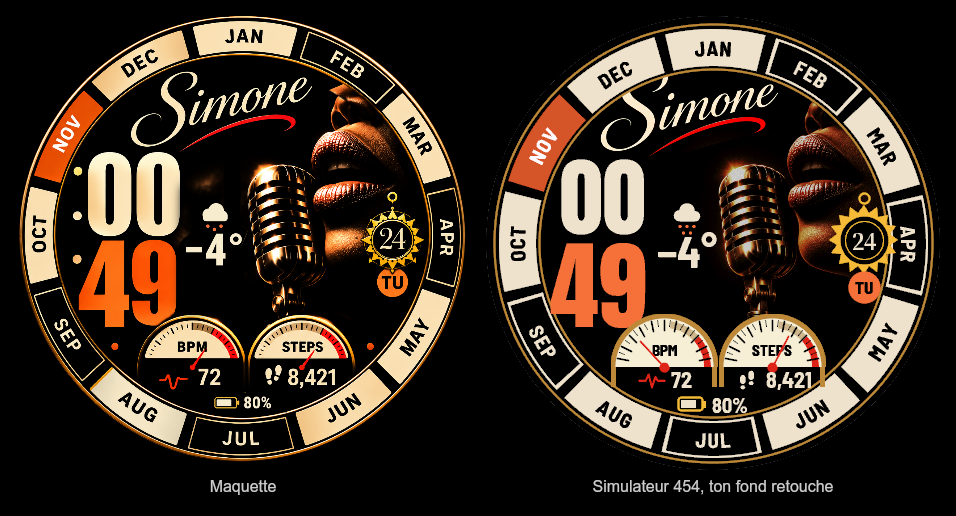 JAN
FEB
MAR
APR
MAY
JUN
JUL
AUG
SEP
OCT
NOV
DEC
Simone
00
49
-4°
24
TU
BPM
72
STEPS
8,421
80%
Maquette
JAN
FEB
MAR
APR
MAY
JUN
JUL
AUG
SEP
OCT
NOV
DEC
Simone
00
49
-4°
24
TU
BPM
72
STEPS
8,421
80%
Simulateur 454, ton fond retouche